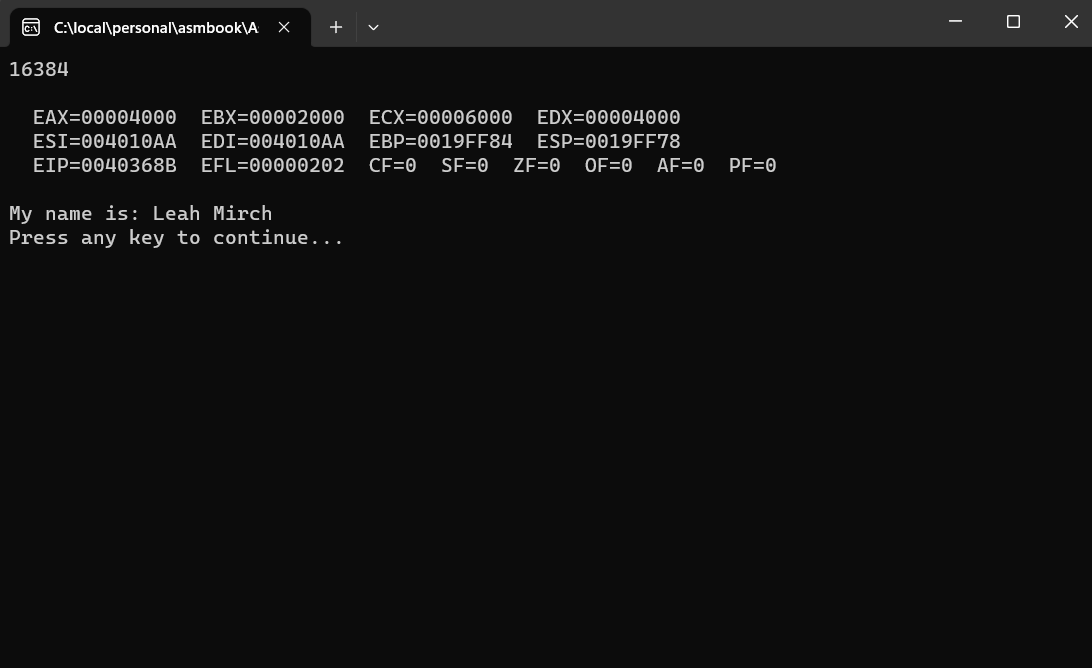 C:\local\personal\asmbook\A
16384
EAX=00004000  EBX=00002000  ECX=00006000  EDX=00004000
ESI=004010AA  EDI=004010AA  EBP=0019FF84  ESP=0019FF78
EIP=0040368B  EFL=00000202  CF=0  SF=0  ZF=0  OF=0  AF=0  PF=0
My name is: Leah Mirch
Press any key to continue...